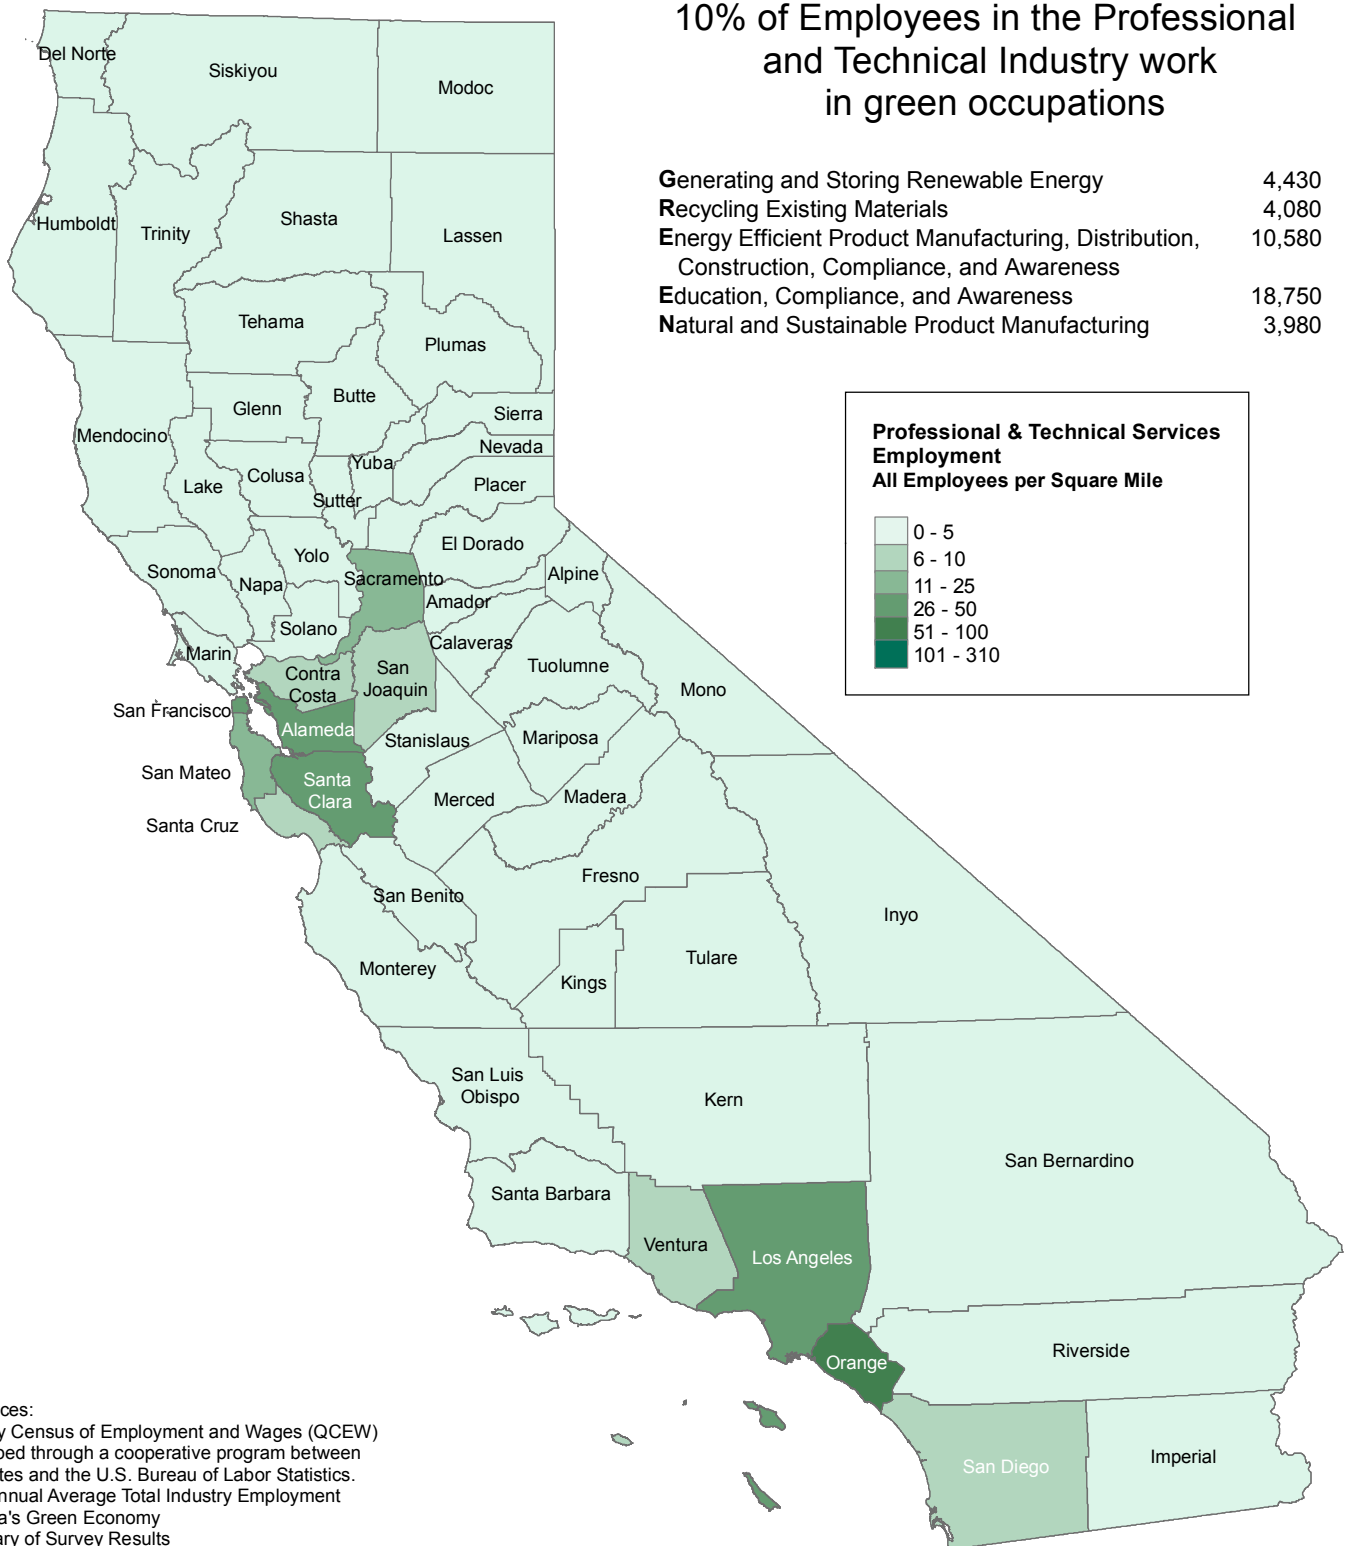 10% of Employees in the Professional
and Technical Industry work
in green occupations
Generating and Storing Renewable Energy 4,430
Recycling Existing Materials 4,080
Energy Efficient Product Manufacturing, Distribution, 10,580
Construction, Compliance, and Awareness
Education, Compliance, and Awareness 18,750
Natural and Sustainable Product Manufacturing 3,980
Professional & Technical Services
Employment
All Employees per Square Mile
0 - 5
6 - 10
11 - 25
26 - 50
51 - 100
101 - 310
Del Norte
Siskiyou
Modoc
Humboldt
Trinity
Shasta
Lassen
Tehama
Plumas
Butte
Glenn
Sierra
Mendocino
Nevada
Yuba
Colusa
Lake
Placer
Sutter
El Dorado
Yolo
Sonoma
Alpine
Sacramento
Napa
Amador
Solano
Calaveras
Marin
Tuolumne
Contra
Costa
San
Joaquin
Mono
San Francisco
Alameda
Mariposa
Stanislaus
San Mateo
Santa
Clara
Madera
Merced
Santa Cruz
Fresno
San Benito
Inyo
Tulare
Monterey
Kings
San Luis
Obispo
Kern
San Bernardino
Santa Barbara
Ventura
Los Angeles
Riverside
Orange
Imperial
San Diego
ces:
y Census of Employment and Wages (QCEW)
ped through a cooperative program between
tes and the U.S. Bureau of Labor Statistics.
nnual Average Total Industry Employment
a's Green Economy
ary of Survey Results